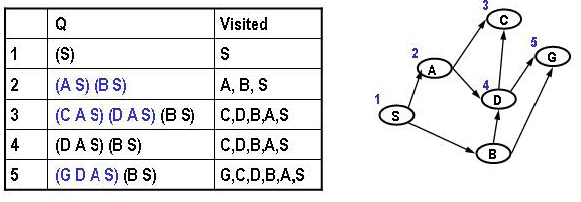 Q Visited
1 (S) S
2 (A S) (B S) A, B, S
3 (C A S) (D A S) (B S) C,D,B,A,S
4 (D A S) (B S) C,D,B,A,S
5 (G D A S) (B S) G,C,D,B,A,S
3
C
5
G
2
A
4
D
1
S
B